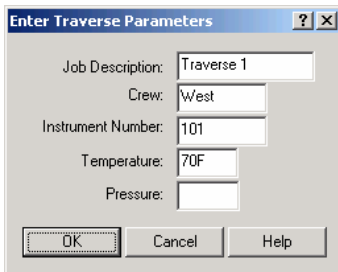 Enter Traverse Parameters ? ×
Job Description: Traverse 1
Crew: West
Instrument Number: 101
Temperature: 70F
Pressure:
OK Cancel Help